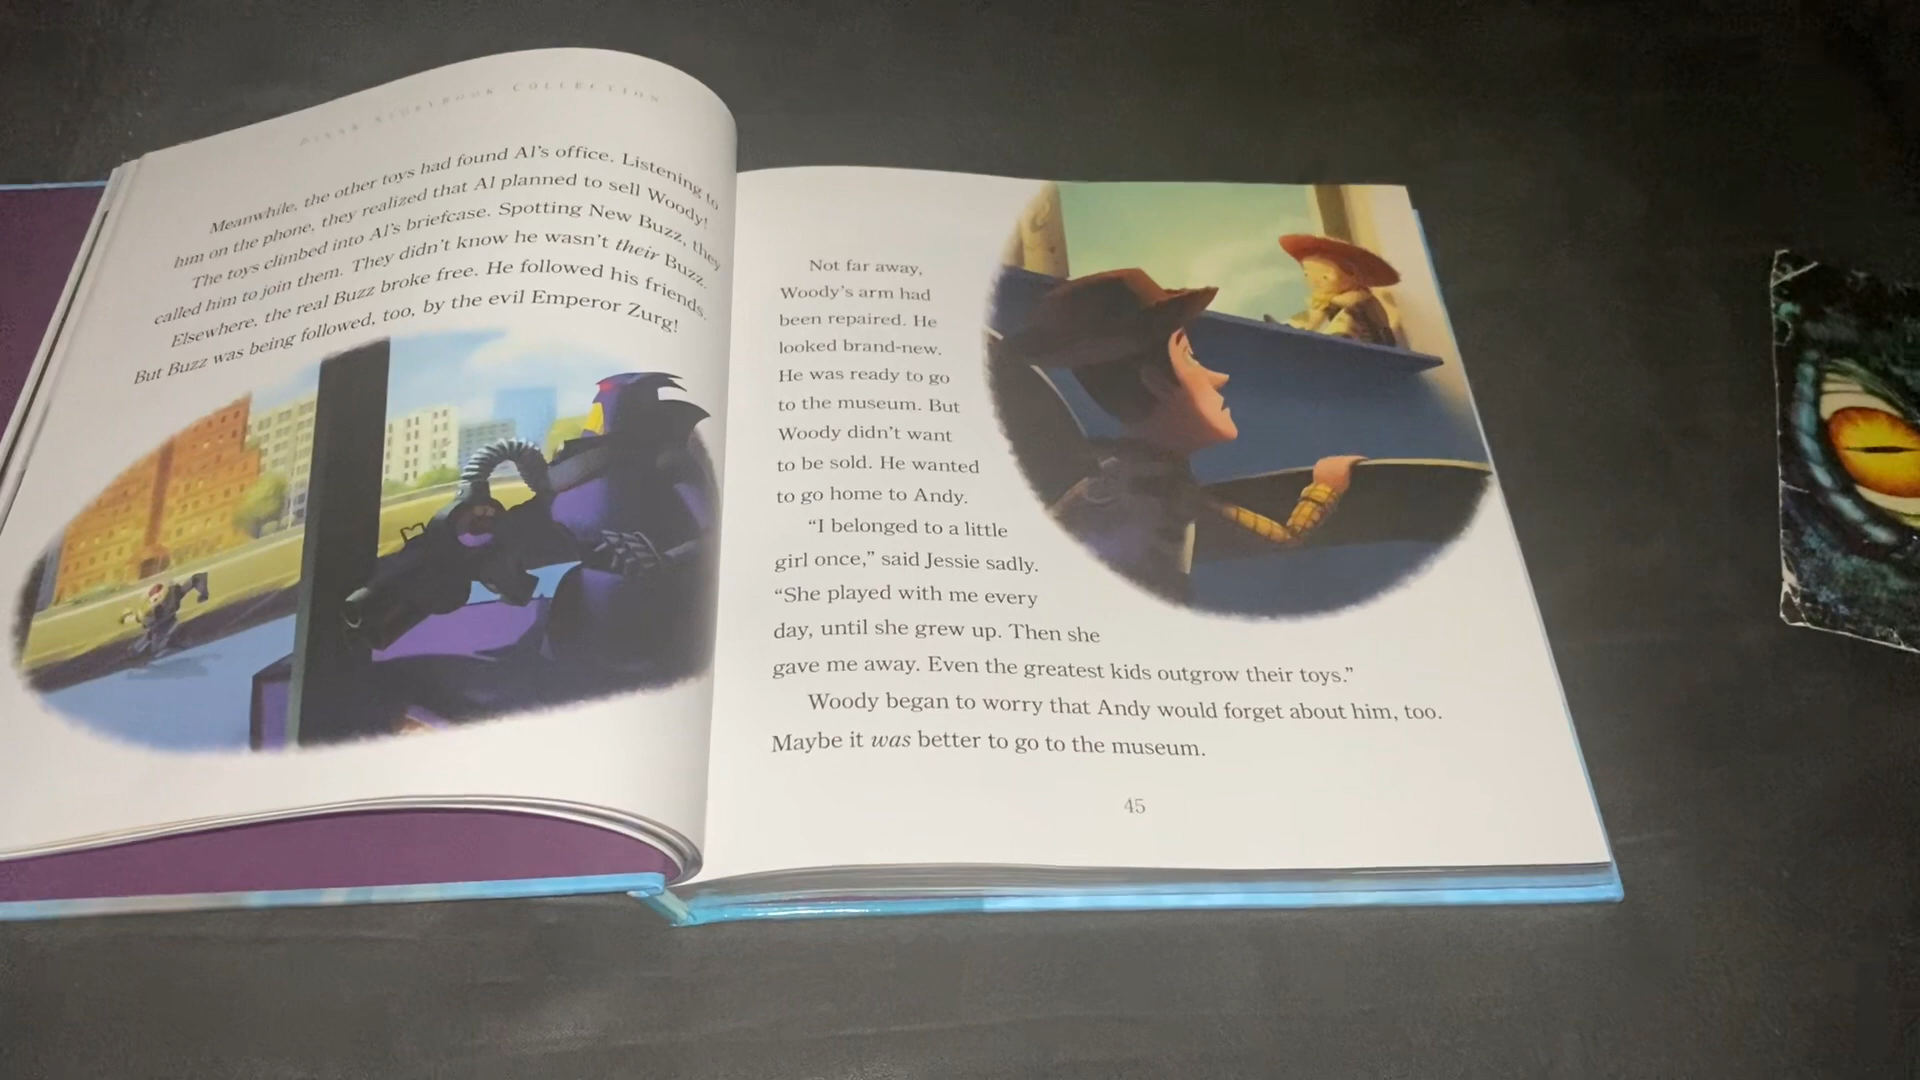 PIXAR STORYBOOK COLLECTION
Meanwhile, the other toys had found Al's office. Listening to
him on the phone, they realized that Al planned to sell Woody!
The toys climbed into Al's briefcase. Spotting New Buzz, they
called him to join them. They didn't know he wasn't their Buzz.
Elsewhere, the real Buzz broke free. He followed his friends.
But Buzz was being followed, too, by the evil Emperor Zurg!
Not far away,
Woody's arm had
been repaired. He
looked brand-new.
He was ready to go
to the museum. But
Woody didn't want
to be sold. He wanted
to go home to Andy.
“I belonged to a little
girl once,” said Jessie sadly.
“She played with me every
day, until she grew up. Then she
gave me away. Even the greatest kids outgrow their toys.”
Woody began to worry that Andy would forget about him, too.
Maybe it was better to go to the museum.
45